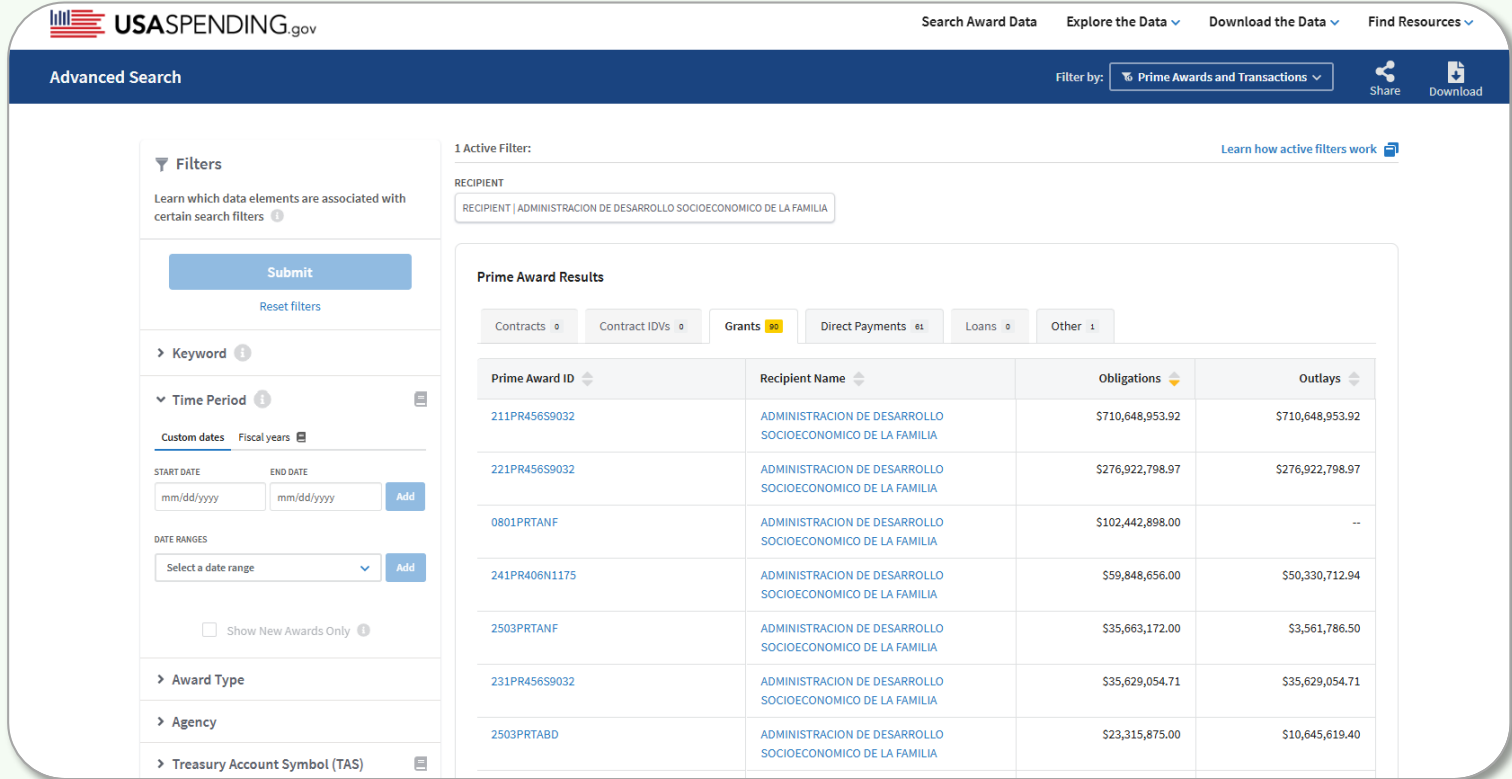 USASPENDING.gov
Search Award Data
Explore the Data
Download the Data
Find Resources
Advanced Search
Filter by:
Prime Awards and Transactions
Share
Download
Filters
Learn which data elements are associated with
certain search filters
Submit
Reset filters
Keyword
Time Period
Custom dates
Fiscal years
START DATE
END DATE
mm/dd/yyyy
mm/dd/yyyy
Add
DATE RANGES
Select a date range
Add
Show New Awards Only
Award Type
Agency
Treasury Account Symbol (TAS)
1 Active Filter:
Learn how active filters work
RECIPIENT
RECIPIENT | ADMINISTRACION DE DESARROLLO SOCIOECONOMICO DE LA FAMILIA
Prime Award Results
Contracts 0
Contract IDVs 0
Grants 90
Direct Payments 61
Loans 0
Other 1
Prime Award ID
Recipient Name
Obligations
Outlays
211PR456S9032
ADMINISTRACION DE DESARROLLO
SOCIOECONOMICO DE LA FAMILIA
$710,648,953.92
$710,648,953.92
221PR456S9032
ADMINISTRACION DE DESARROLLO
SOCIOECONOMICO DE LA FAMILIA
$276,922,798.97
$276,922,798.97
0801PRTANF
ADMINISTRACION DE DESARROLLO
SOCIOECONOMICO DE LA FAMILIA
$102,442,898.00
--
241PR406N1175
ADMINISTRACION DE DESARROLLO
SOCIOECONOMICO DE LA FAMILIA
$59,848,656.00
$50,330,712.94
2503PRTANF
ADMINISTRACION DE DESARROLLO
SOCIOECONOMICO DE LA FAMILIA
$35,663,172.00
$3,561,786.50
231PR456S9032
ADMINISTRACION DE DESARROLLO
SOCIOECONOMICO DE LA FAMILIA
$35,629,054.71
$35,629,054.71
2503PRTABD
ADMINISTRACION DE DESARROLLO
SOCIOECONOMICO DE LA FAMILIA
$23,315,875.00
$10,645,619.40